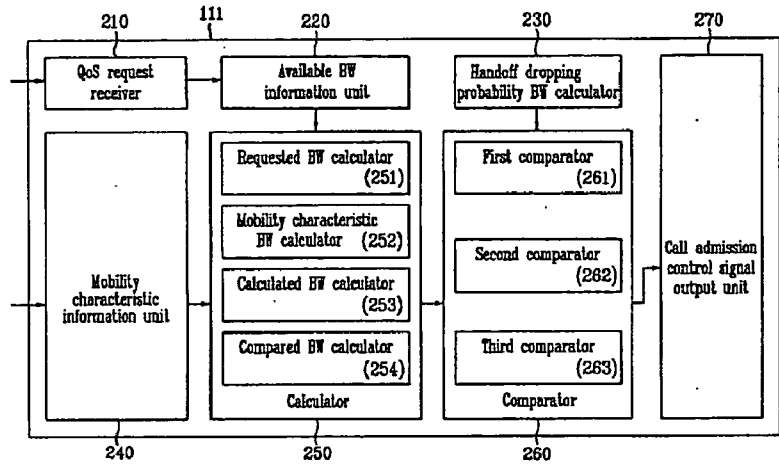 210
111
220
230
270
QoS request
receiver
Available BW
information unit
Handoff dropping
probability BW calculator
Mobility
characteristic
information unit
Requested BW calculator
(251)
Mobility characteristic
BW calculator
(252)
Calculated BW calculator
(253)
Compared BW calculator
(254)
Calculator
First comparator
(261)
Second comparator
(262)
Third comparator
(263)
Comparator
Call admission
control signal
output unit
240
250
260